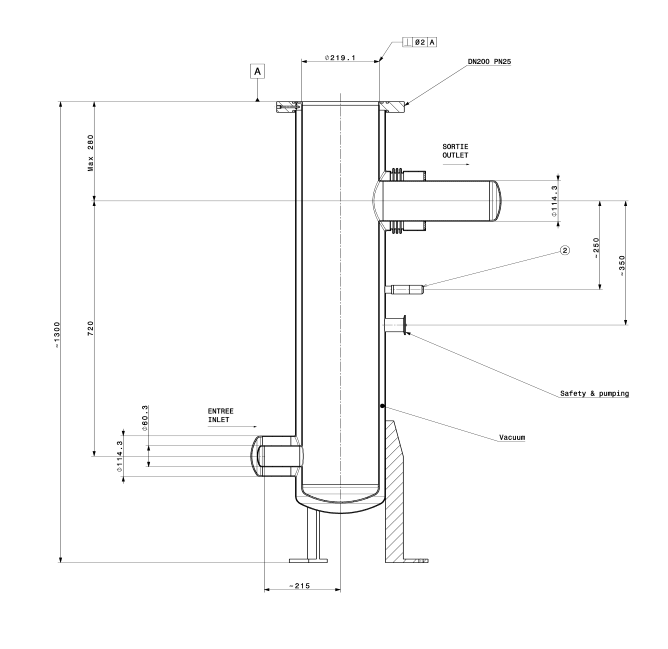 ⌀219.1
⊥ Ø2 A
A
DN200 PN25
Max 280
SORTIE
OUTLET
⌀114.3
~250
2
~350
~1300
720
Safety & pumping
⌀60.3
ENTREE
INLET
⌀114.3
Vacuum
~215